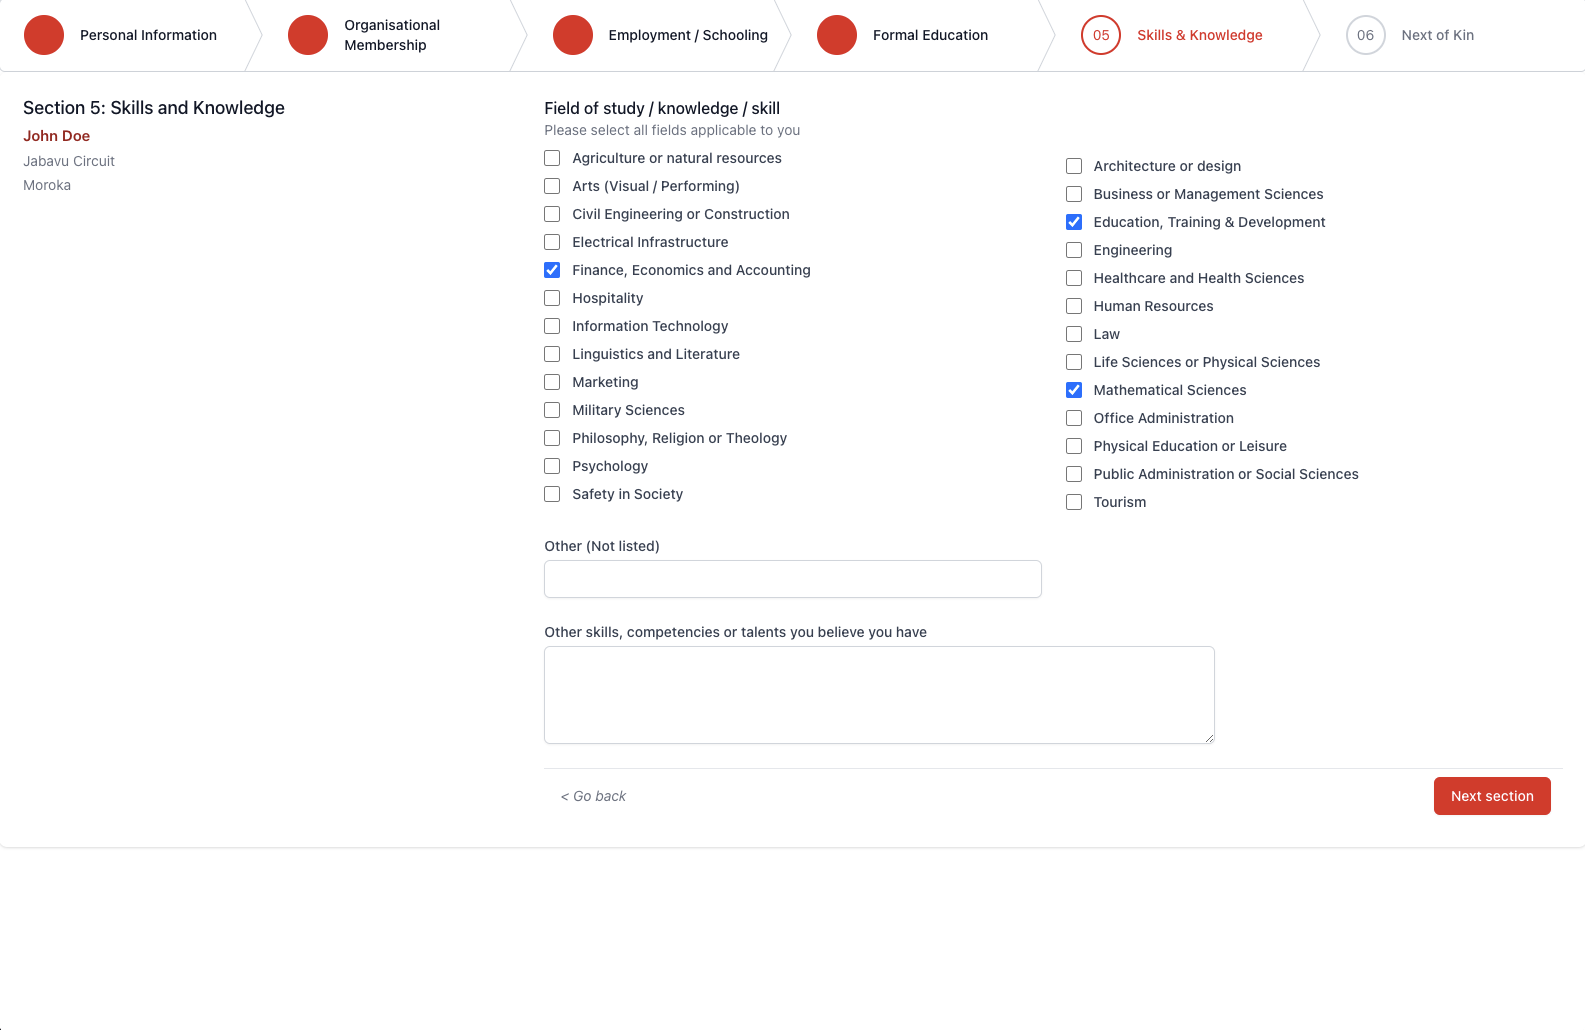 Personal Information
Organisational
Membership
Employment / Schooling
Formal Education
05 Skills & Knowledge
06 Next of Kin
Section 5: Skills and Knowledge
John Doe
Jabavu Circuit
Moroka
Field of study / knowledge / skill
Please select all fields applicable to you
Agriculture or natural resources
Arts (Visual / Performing)
Civil Engineering or Construction
Electrical Infrastructure
Finance, Economics and Accounting
Hospitality
Information Technology
Linguistics and Literature
Marketing
Military Sciences
Philosophy, Religion or Theology
Psychology
Safety in Society
Architecture or design
Business or Management Sciences
Education, Training & Development
Engineering
Healthcare and Health Sciences
Human Resources
Law
Life Sciences or Physical Sciences
Mathematical Sciences
Office Administration
Physical Education or Leisure
Public Administration or Social Sciences
Tourism
Other (Not listed)
Other skills, competencies or talents you believe you have
< Go back
Next section